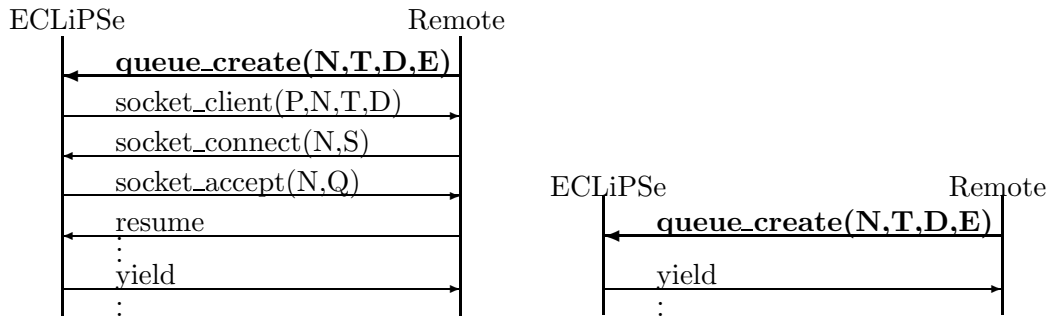 ECLiPSe Remote
queue_create(N,T,D,E)
socket_client(P,N,T,D)
socket_connect(N,S)
socket_accept(N,Q)
resume
yield
ECLiPSe Remote
queue_create(N,T,D,E)
yield